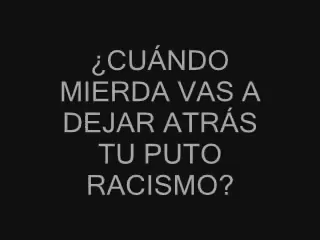 ¿CUÁNDO
MIERDA VAS A
DEJAR ATRÁS
TU PUTO
RACISMO?